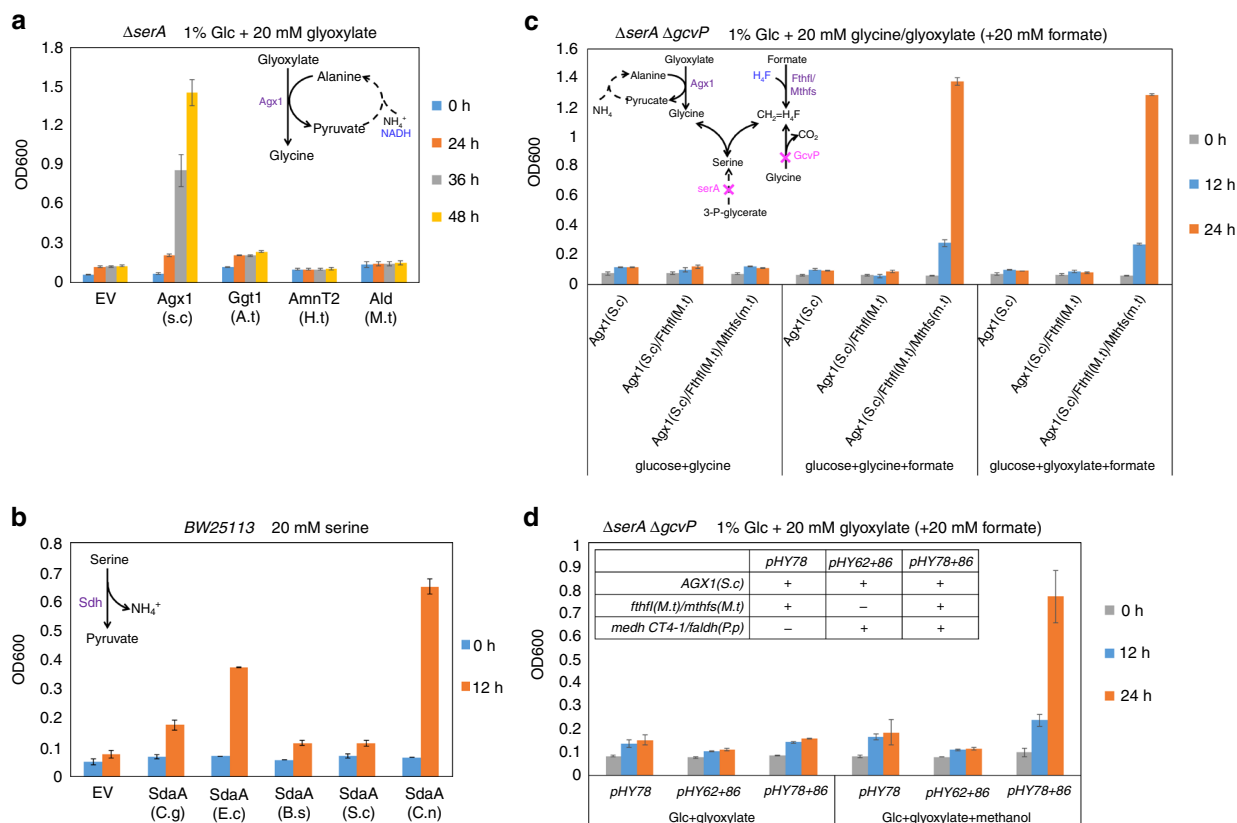 a
ΔserA 1% Glc + 20 mM glyoxylate
OD600
1.8
1.5
1.2
0.9
0.6
0.3
0
Glyoxylate
Alanine
Agx1
Pyruvate
NH₄⁺
NADH
Glycine
0 h
24 h
36 h
48 h
EV Agx1 Ggt1 AmnT2 Ald
(s.c) (A.t) (H.t) (M.t)
b
BW25113 20 mM serine
OD600
0.8
0.7
0.6
0.5
0.4
0.3
0.2
0.1
0
Serine
Sdh
NH₄⁺
Pyruvate
0 h
12 h
EV SdaA SdaA SdaA SdaA SdaA
(C.g) (E.c) (B.s) (S.c) (C.n)
c
ΔserA ΔgcvP 1% Glc + 20 mM glycine/glyoxylate (+20 mM formate)
OD600
1.6
1.4
1.2
1
0.8
0.6
0.4
0.2
0
Glyoxylate
Alanine
Agx1
NH₄
Pyrucate
Glycine
Formate
H₄F
Fthfl/
Mthfs
CH₂=H₄F
CO₂
GcvP
Glycine
Serine
serA
3-P-glycerate
0 h
12 h
24 h
Agx1(S.c)
Agx1(S.c)/Fthfl(M.t)
Agx1(S.c)/Fthfl(M.t)/Mthfs(m.t)
Agx1(S.c)
Agx1(S.c)/Fthfl(M.t)
Agx1(S.c)/Fthfl(M.t)/Mthfs(m.t)
Agx1(S.c)
Agx1(S.c)/Fthfl(M.t)
Agx1(S.c)/Fthfl(M.t)/Mthfs(m.t)
glucose+glycine glucose+glycine+formate glucose+glyoxylate+formate
d
ΔserA ΔgcvP 1% Glc + 20 mM glyoxylate (+20 mM formate)
OD600
1
0.9
0.8
0.7
0.6
0.5
0.4
0.3
0.2
0.1
0
pHY78 pHY62+86 pHY78+86
AGX1(S.c) + + +
fthfl(M.t)/mthfs(M.t) + – +
medh CT4-1/faldh(P.p) – + +
0 h
12 h
24 h
pHY78 pHY62+86 pHY78+86 pHY78 pHY62+86 pHY78+86
Glc+glyoxylate Glc+glyoxylate+methanol